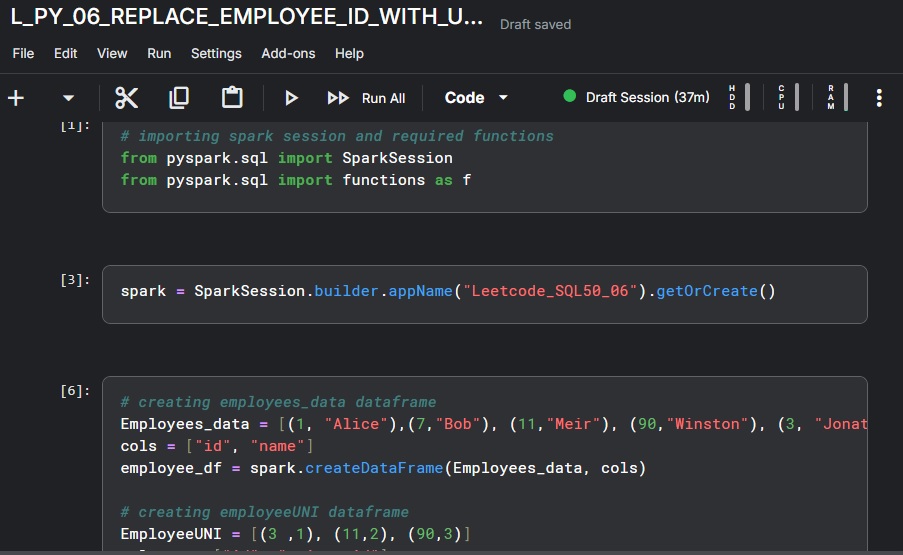 L_PY_06_REPLACE_EMPLOYEE_ID_WITH_U... Draft saved
File Edit View Run Settings Add-ons Help
Run All Code Draft Session (37m) HDD CPU RAM
[1]:
# importing spark session and required functions
from pyspark.sql import SparkSession
from pyspark.sql import functions as f
[3]:
spark = SparkSession.builder.appName("Leetcode_SQL50_06").getOrCreate()
[6]:
# creating employees_data dataframe
Employees_data = [(1, "Alice"),(7,"Bob"), (11,"Meir"), (90,"Winston"), (3, "Jonat
cols = ["id", "name"]
employee_df = spark.createDataFrame(Employees_data, cols)
# creating employeeUNI dataframe
EmployeeUNI = [(3 ,1), (11,2), (90,3)]